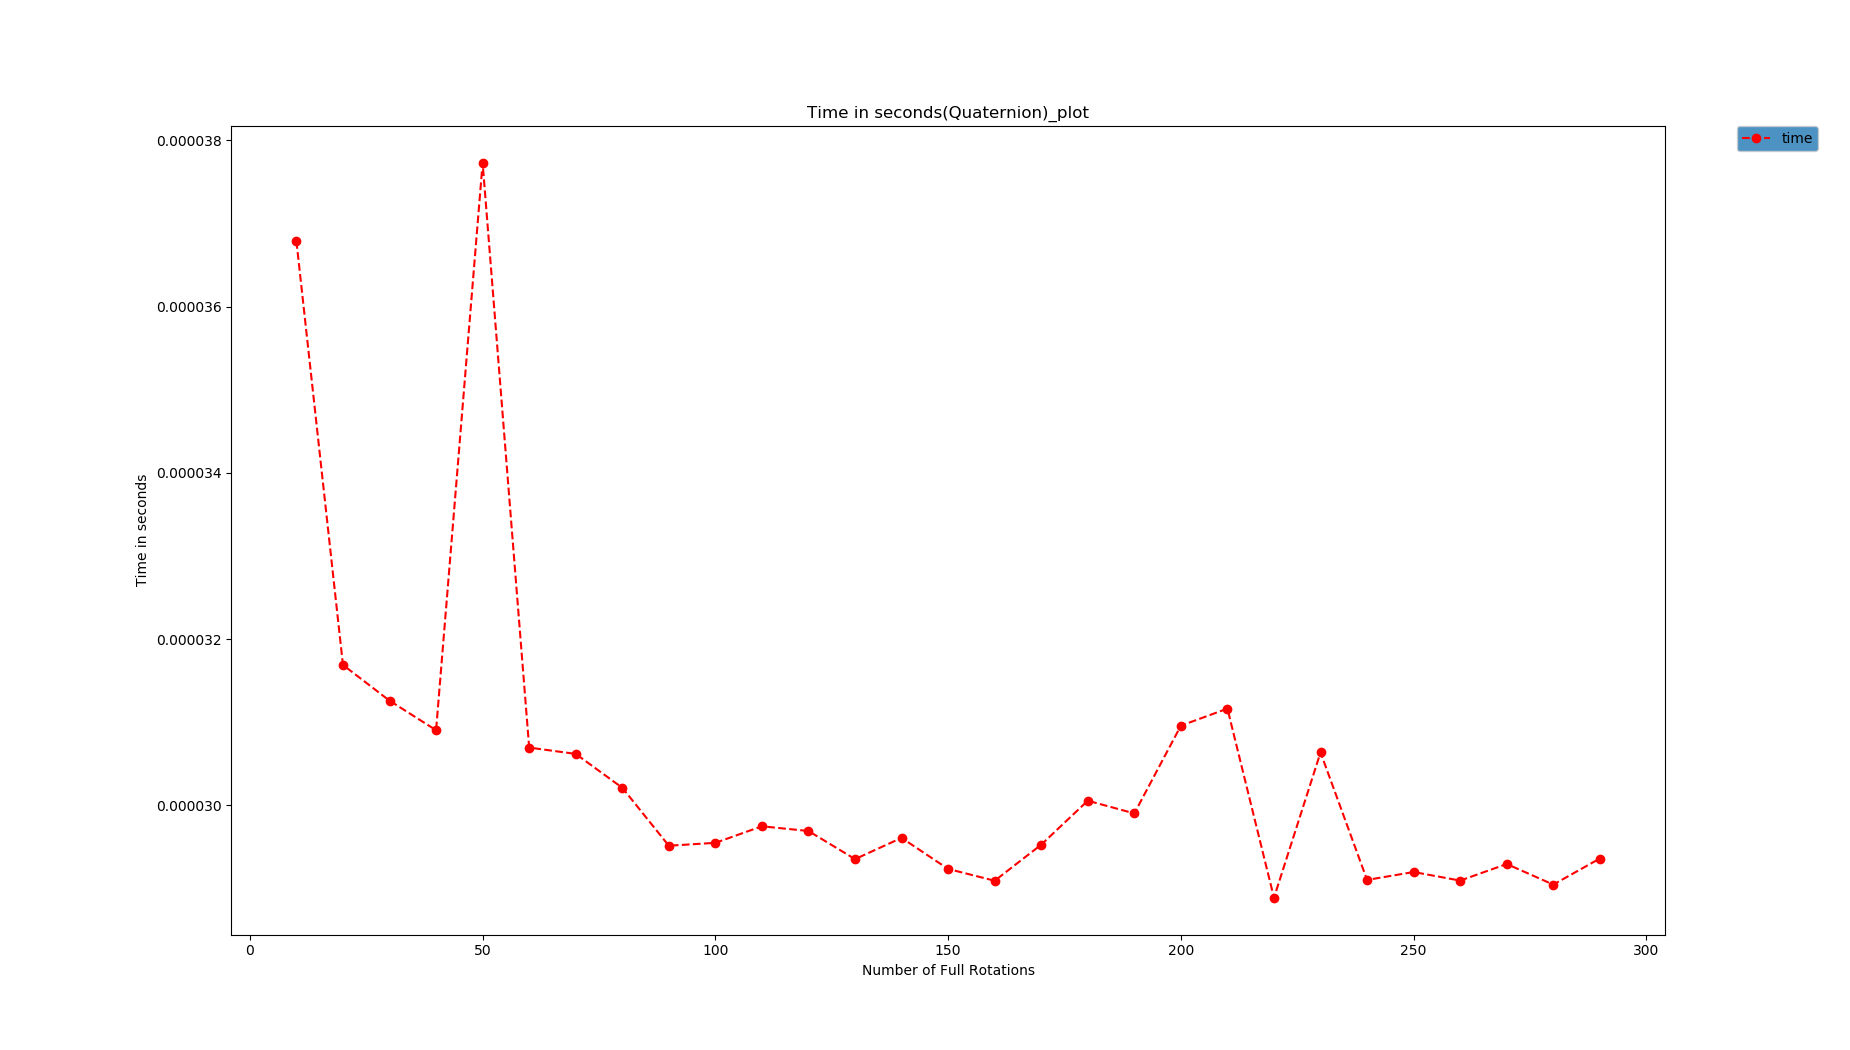 Time in seconds(Quaternion)_plot
time
0.000038
0.000036
0.000034
0.000032
0.000030
Time in seconds
0 50 100 150 200 250 300
Number of Full Rotations